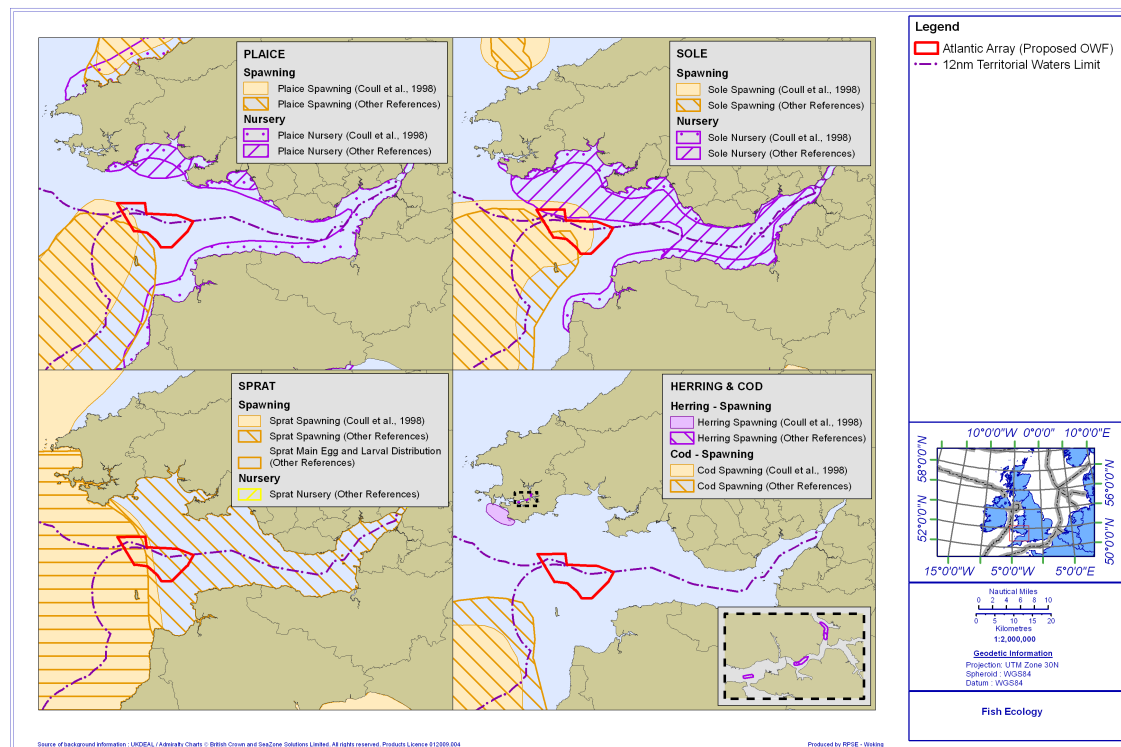 PLAICE
Spawning
Plaice Spawning (Coull et al., 1998)
Plaice Spawning (Other References)
Nursery
Plaice Nursery (Coull et al., 1998)
Plaice Nursery (Other References)
SOLE
Spawning
Sole Spawning (Coull et al., 1998)
Sole Spawning (Other References)
Nursery
Sole Nursery (Coull et al., 1998)
Sole Nursery (Other References)
SPRAT
Spawning
Sprat Spawning (Coull et al., 1998)
Sprat Spawning (Other References)
Sprat Main Egg and Larval Distribution
(Other References)
Nursery
Sprat Nursery (Other References)
HERRING & COD
Herring - Spawning
Herring Spawning (Coull et al., 1998)
Herring Spawning (Other References)
Cod - Spawning
Cod Spawning (Coull et al., 1998)
Cod Spawning (Other References)
Legend
Atlantic Array (Proposed OWF)
12nm Territorial Waters Limit
10°0'0"W 0°0'0" 10°0'0"E
58°0'0"N
52°0'0"N
56°0'0"N
50°0'0"N
15°0'0"W 5°0'0"W 5°0'0"E
Nautical Miles
0 2 4 6 8 10
0 5 10 15 20
Kilometres
1:2,000,000
Geodetic Information
Projection: UTM Zone 30N
Spheroid : WGS84
Datum : WGS84
Fish Ecology
Source of background information : UKDEAL / Admiralty Charts © British Crown and SeaZone Solutions Limited. All rights reserved. Products Licence 012009.004
Produced by RPSE - Woking